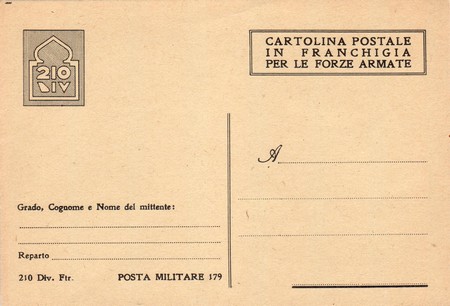 210
DIV
CARTOLINA POSTALE
IN FRANCHIGIA
PER LE FORZE ARMATE
A
Grado, Cognome e Nome del mittente:
Reparto
210 Div. Ftr. POSTA MILITARE 179